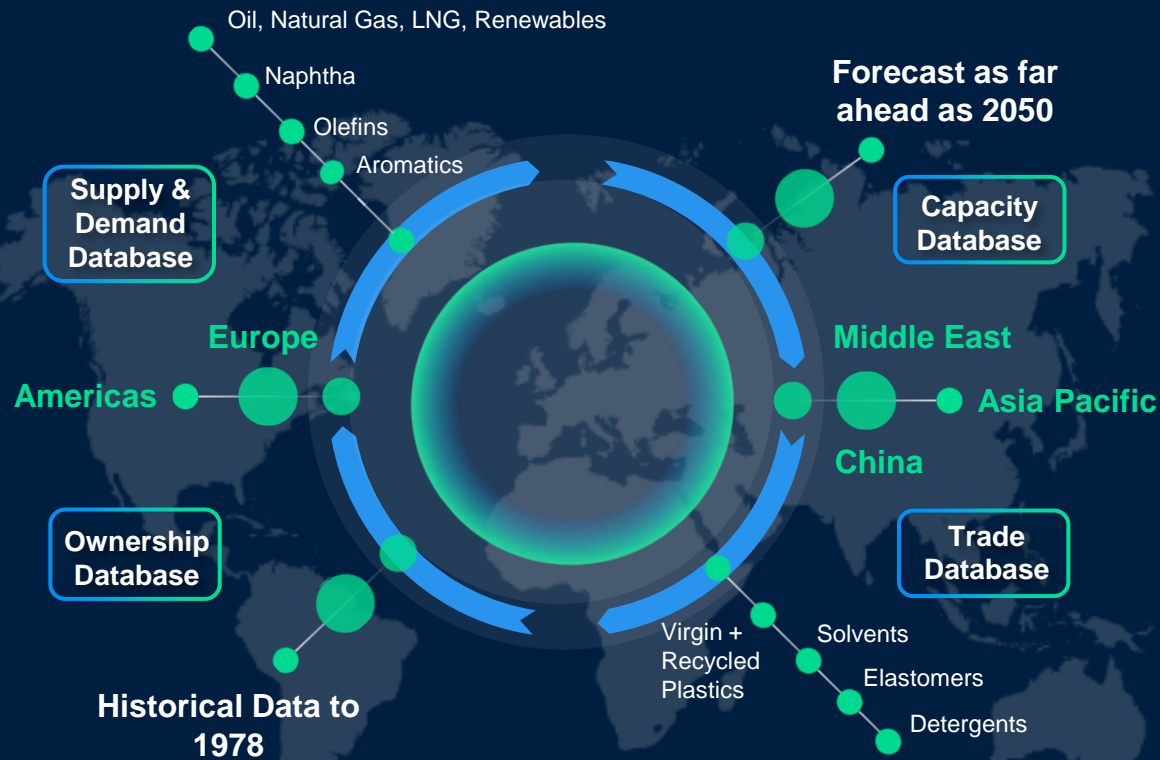 Oil, Natural Gas, LNG, Renewables
Naphtha
Olefins
Aromatics
Forecast as far
ahead as 2050
Supply &
Demand
Database
Capacity
Database
Europe
Americas
Middle East
Asia Pacific
China
Ownership
Database
Trade
Database
Historical Data to
1978
Virgin +
Recycled
Plastics
Solvents
Elastomers
Detergents